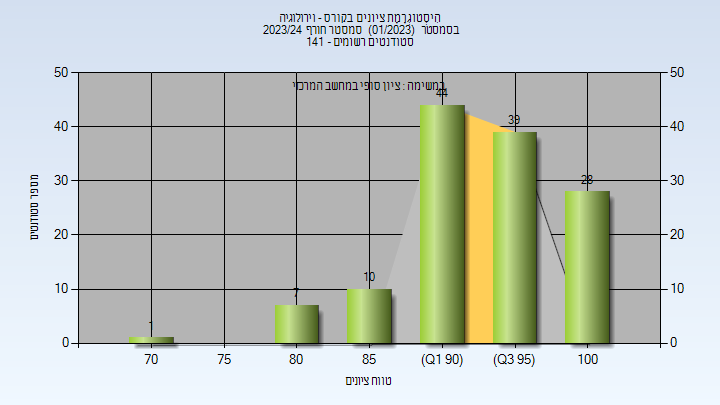 היסטוגרמת ציונים בקורס - וירולוגיה
בסמסטר (01/2023) סמסטר חורף 2023/24
סטודנטים רשומים - 141
במשימה : ציון סופי במחשב המרכזי
50 50
40 40
30 30
20 20
10 10
0 0
1 7 10 44 39 28
70 75 80 85 (Q1 90) (Q3 95) 100
מספר סטודנטים
טווח ציונים